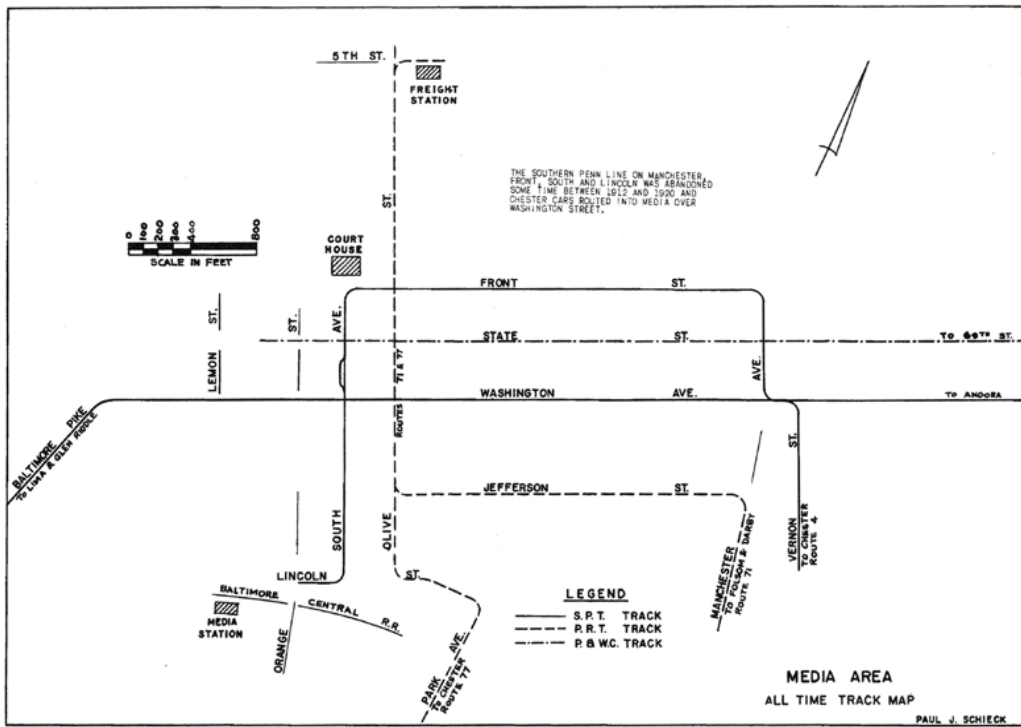 5TH ST.
FREIGHT
STATION
THE SOUTHERN PENN LINE ON MANCHESTER,
FRONT, SOUTH AND LINCOLN WAS ABANDONED
SOME TIME BETWEEN 1912 AND 1920 AND
CHESTER CARS ROUTED INTO MEDIA OVER
WASHINGTON STREET.
ST.
0 100 200 300 400 800
SCALE IN FEET
COURT
HOUSE
FRONT ST.
LEMON ST.
ST.
AVE.
STATE ST.
TO 69TH ST.
ROUTES 71 & 77
AVE.
WASHINGTON AVE.
TO ANDORA
BALTIMORE PIKE
TO LIMA & GLEN RIDDLE
ST.
JEFFERSON ST.
SOUTH
OLIVE
VERNON
TO CHESTER
ROUTE 4
MANCHESTER
TO FOLSOM & DARBY
ROUTE 71
LINCOLN ST.
BALTIMORE CENTRAL R.R.
MEDIA
STATION
ORANGE
PARK AVE.
TO CHESTER
ROUTE 77
LEGEND
S.P.T. TRACK
P.R.T. TRACK
P. & W.C. TRACK
MEDIA AREA
ALL TIME TRACK MAP
PAUL J. SCHIECK